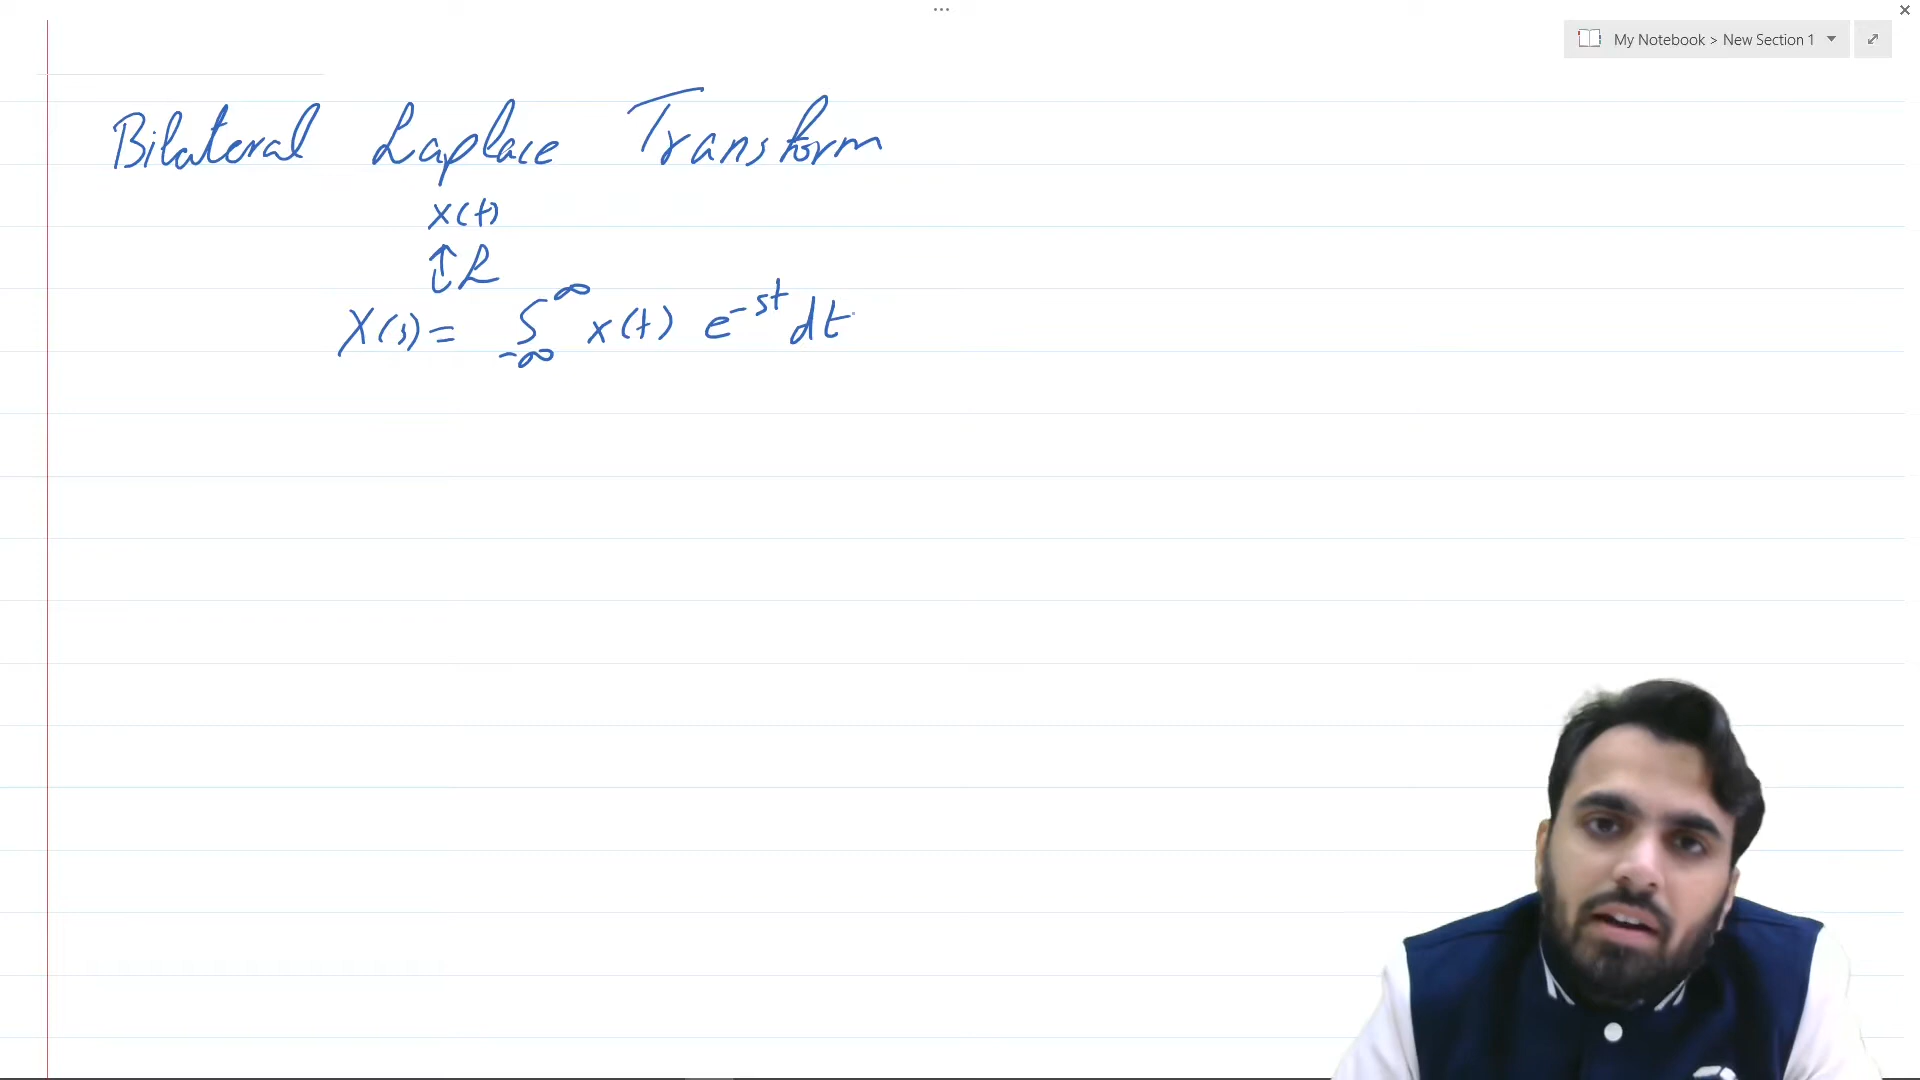 My Notebook > New Section 1
Bilateral Laplace Transform
x(t)
↕ℒ
X(s) = ∫_{-∞}^{∞} x(t) e^{-st} dt